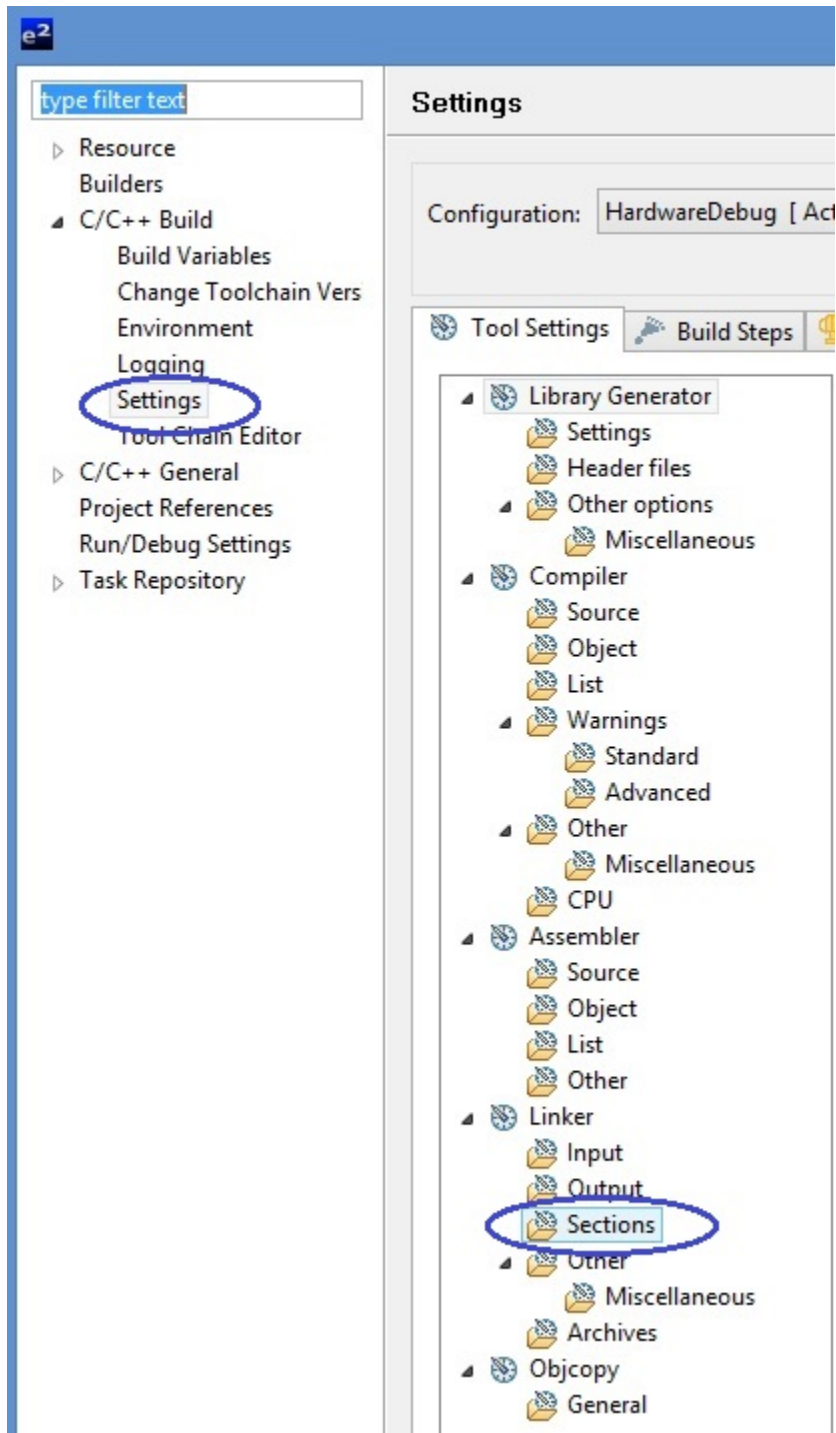 e²
type filter text
Resource
Builders
C/C++ Build
Build Variables
Change Toolchain Vers
Environment
Logging
Settings
Tool Chain Editor
C/C++ General
Project References
Run/Debug Settings
Task Repository
Settings
Configuration: HardwareDebug [ Act
Tool Settings Build Steps
Library Generator
Settings
Header files
Other options
Miscellaneous
Compiler
Source
Object
List
Warnings
Standard
Advanced
Other
Miscellaneous
CPU
Assembler
Source
Object
List
Other
Linker
Input
Output
Sections
Other
Miscellaneous
Archives
Objcopy
General